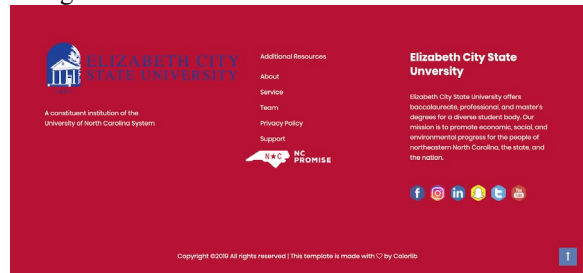 ELIZABETH CITY
STATE UNIVERSITY
A constituent institution of the
University of North Carolina System
Additional Resources
About
Service
Team
Privacy Policy
Support
N★C NC
PROMISE
Elizabeth City State
Unversity
Elizabeth City State University offers
baccalaureate, professional, and master's
degrees for a diverse student body. Our
mission is to promote economic, social, and
environmental progress for the people of
northeastern North Carolina, the state, and
the nation.
Copyright ©2019 All rights reserved | This template is made with ♡ by Colorlib